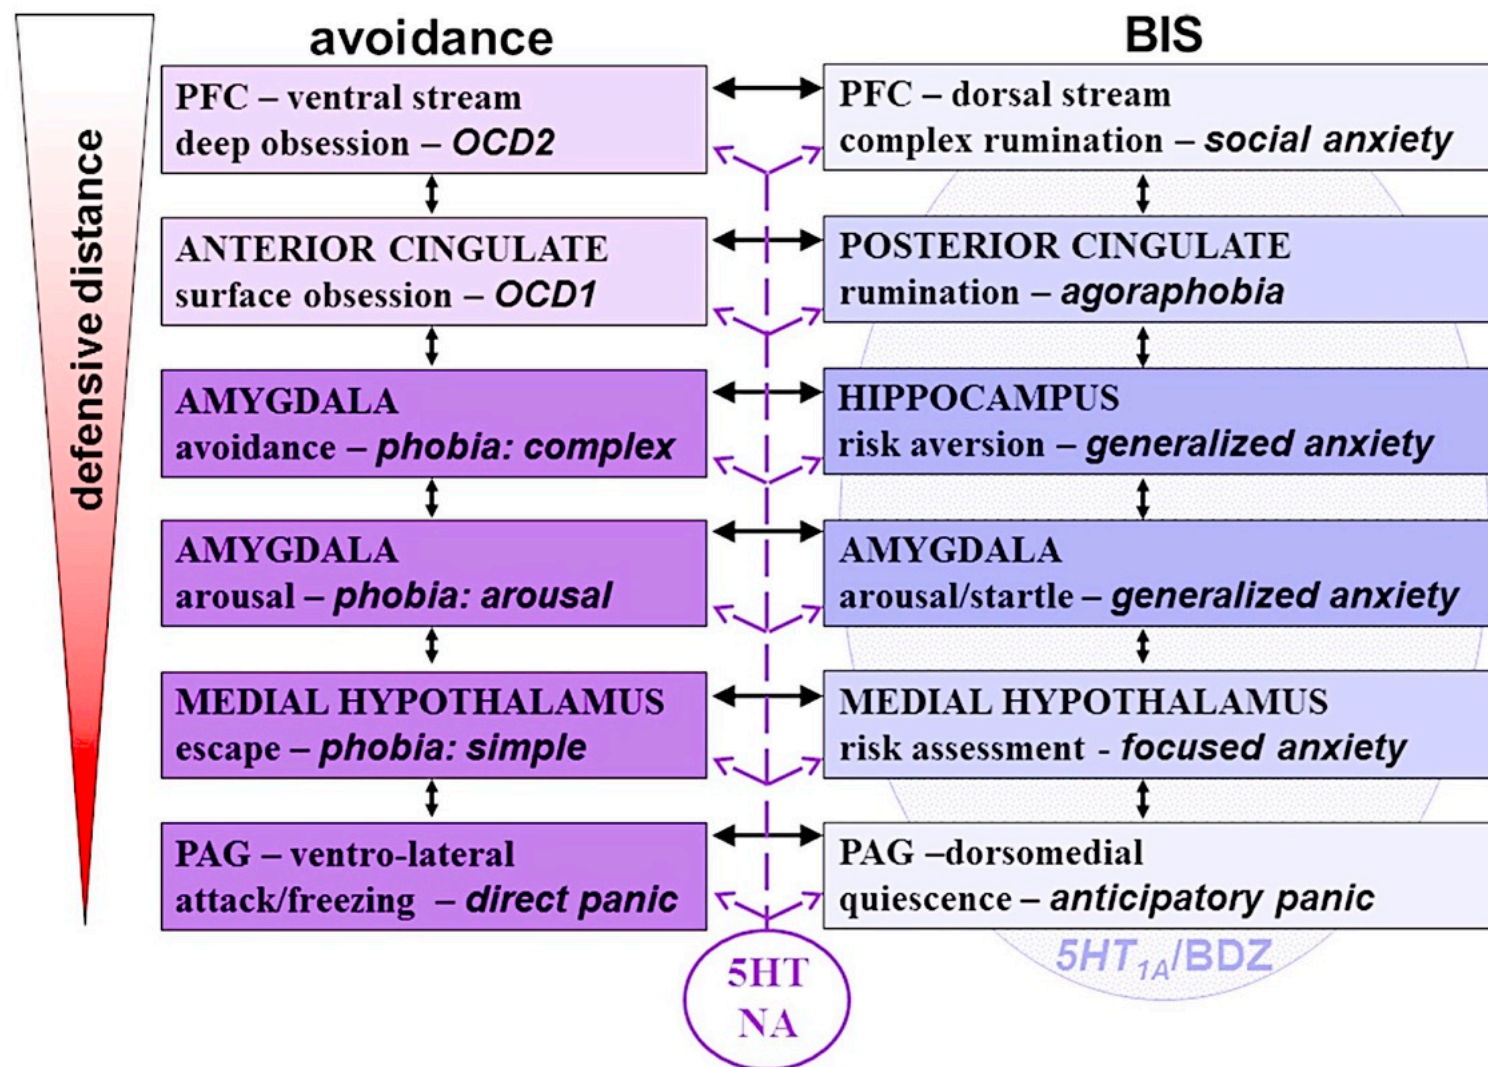 avoidance
BIS
defensive distance
PFC – ventral stream
deep obsession – OCD2
PFC – dorsal stream
complex rumination – social anxiety
ANTERIOR CINGULATE
surface obsession – OCD1
POSTERIOR CINGULATE
rumination – agoraphobia
AMYGDALA
avoidance – phobia: complex
HIPPOCAMPUS
risk aversion – generalized anxiety
AMYGDALA
arousal – phobia: arousal
AMYGDALA
arousal/startle – generalized anxiety
MEDIAL HYPOTHALAMUS
escape – phobia: simple
MEDIAL HYPOTHALAMUS
risk assessment - focused anxiety
PAG – ventro-lateral
attack/freezing – direct panic
PAG –dorsomedial
quiescence – anticipatory panic
5HT1A/BDZ
5HT
NA